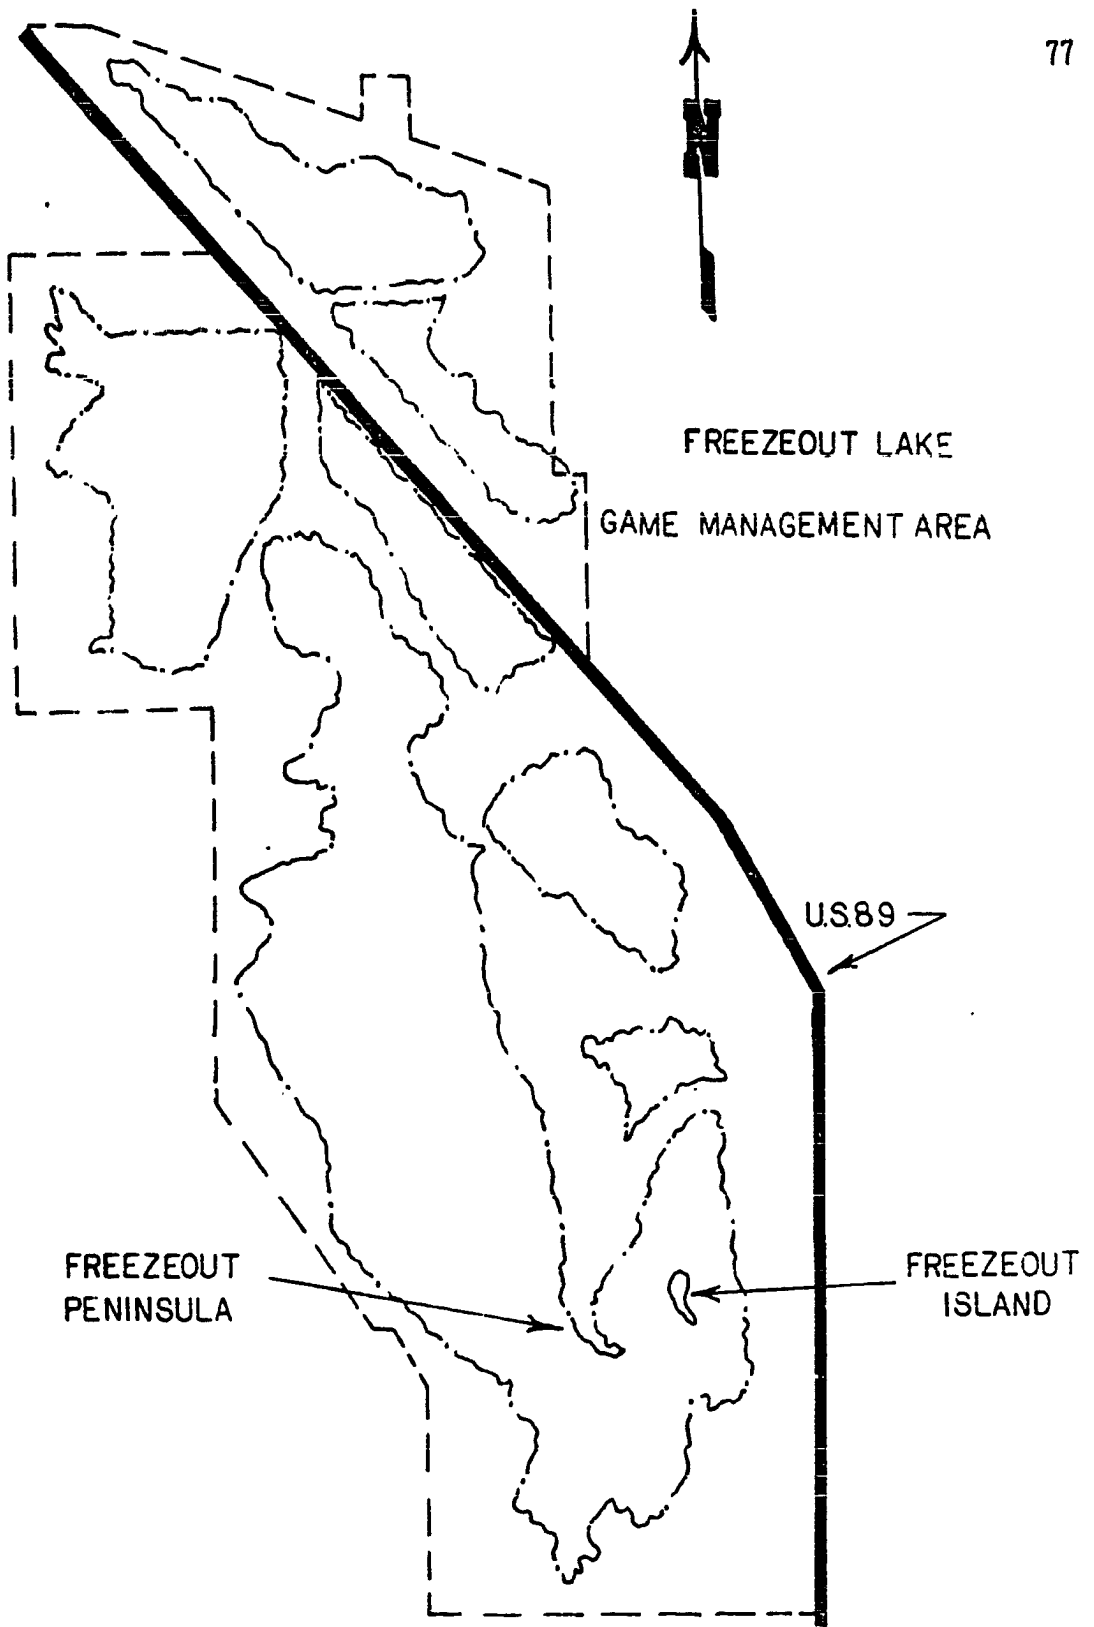 77
N
FREEZEOUT LAKE
GAME MANAGEMENT AREA
U.S.89
FREEZEOUT
PENINSULA
FREEZEOUT
ISLAND